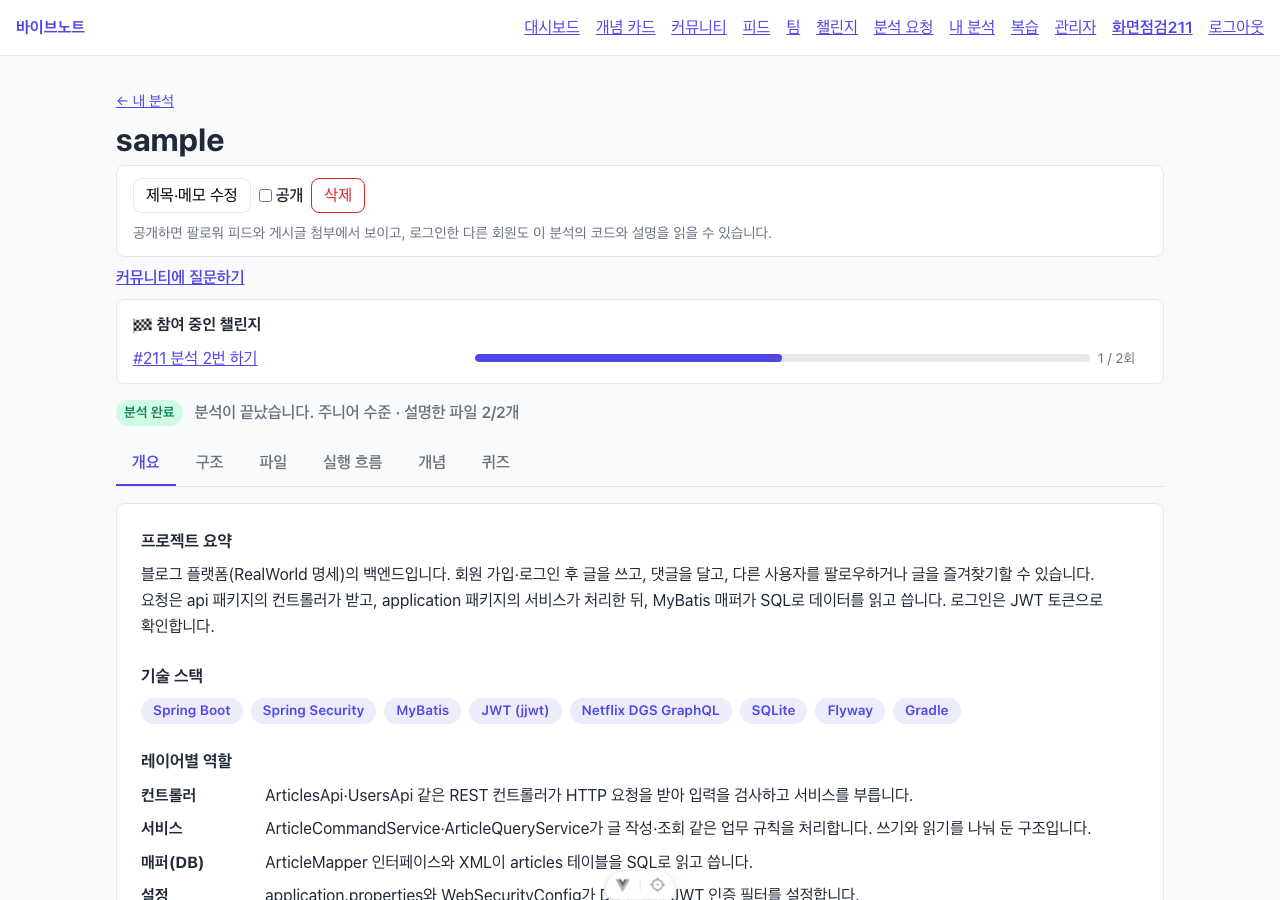 바이브노트
대시보드 개념 카드 커뮤니티 피드 팀 챌린지 분석 요청 내 분석 복습 관리자 화면점검211 로그아웃
← 내 분석
sample
제목·메모 수정 공개 삭제
공개하면 팔로워 피드와 게시글 첨부에서 보이고, 로그인한 다른 회원도 이 분석의 코드와 설명을 읽을 수 있습니다.
커뮤니티에 질문하기
🏁 참여 중인 챌린지
#211 분석 2번 하기 1 / 2회
분석 완료 분석이 끝났습니다. 주니어 수준 · 설명한 파일 2/2개
개요 구조 파일 실행 흐름 개념 퀴즈
프로젝트 요약
블로그 플랫폼(RealWorld 명세)의 백엔드입니다. 회원 가입·로그인 후 글을 쓰고, 댓글을 달고, 다른 사용자를 팔로우하거나 글을 즐겨찾기할 수 있습니다.
요청은 api 패키지의 컨트롤러가 받고, application 패키지의 서비스가 처리한 뒤, MyBatis 매퍼가 SQL로 데이터를 읽고 씁니다. 로그인은 JWT 토큰으로
확인합니다.
기술 스택
Spring Boot Spring Security MyBatis JWT (jjwt) Netflix DGS GraphQL SQLite Flyway Gradle
레이어별 역할
컨트롤러 ArticlesApi·UsersApi 같은 REST 컨트롤러가 HTTP 요청을 받아 입력을 검사하고 서비스를 부릅니다.
서비스 ArticleCommandService·ArticleQueryService가 글 작성·조회 같은 업무 규칙을 처리합니다. 쓰기와 읽기를 나눠 둔 구조입니다.
매퍼(DB) ArticleMapper 인터페이스와 XML이 articles 테이블을 SQL로 읽고 씁니다.
설정 application.properties와 WebSecurityConfig가 JWT 인증 필터를 설정합니다.